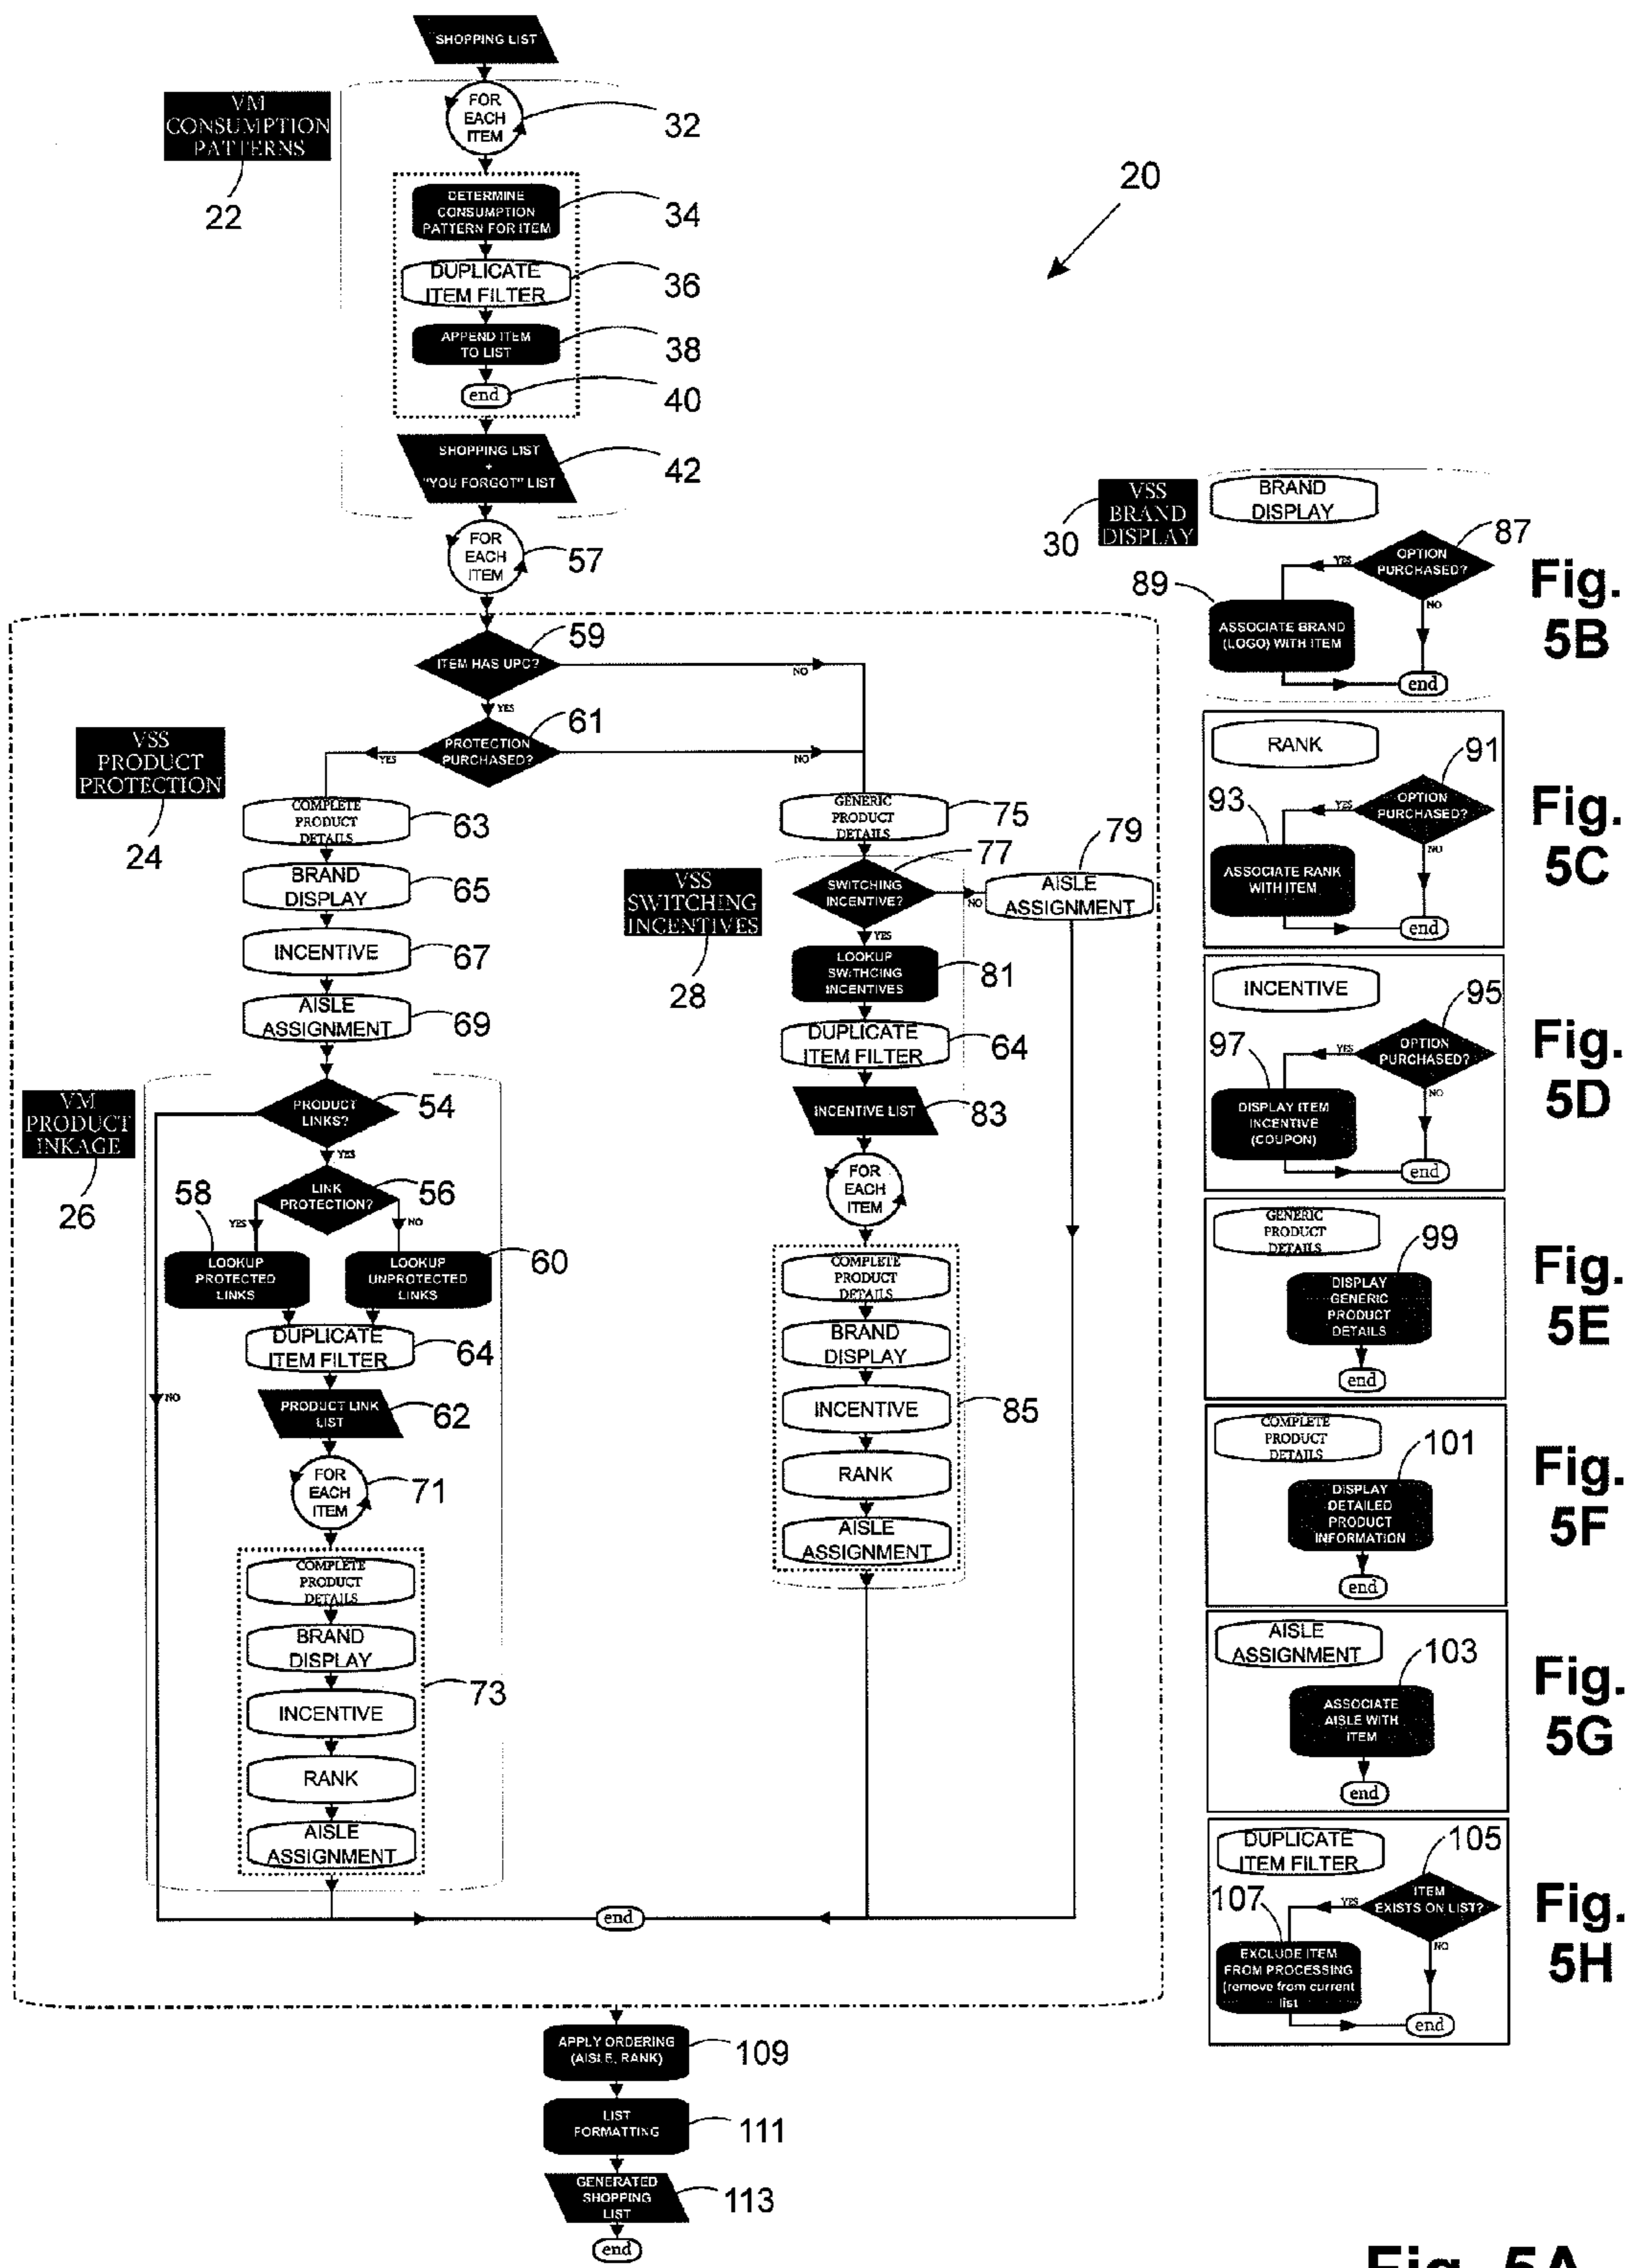 SHOPPING LIST
FOR
EACH
ITEM
32
VM
CONSUMPTION
PATTERNS
22
20
DETERMINE
CONSUMPTION
PATTERN FOR ITEM
34
DUPLICATE
ITEM FILTER
36
APPEND ITEM
TO LIST
38
end
40
SHOPPING LIST
+
"YOU FORGOT" LIST
42
FOR
EACH
ITEM
57
ITEM HAS UPC?
59
NO
YES
PROTECTION
PURCHASED?
61
YES
NO
VSS
PRODUCT
PROTECTION
24
COMPLETE
PRODUCT
DETAILS
63
BRAND
DISPLAY
65
INCENTIVE
67
AISLE
ASSIGNMENT
69
VM
PRODUCT
INKAGE
26
PRODUCT
LINKS?
54
YES
NO
LINK
PROTECTION?
56
YES
NO
58
LOOKUP
PROTECTED
LINKS
LOOKUP
UNPROTECTED
LINKS
60
DUPLICATE
ITEM FILTER
64
PRODUCT LINK
LIST
62
FOR
EACH
ITEM
71
COMPLETE
PRODUCT
DETAILS
BRAND
DISPLAY
INCENTIVE
RANK
AISLE
ASSIGNMENT
73
GENERIC
PRODUCT
DETAILS
75
VSS
SWITCHING
INCENTIVES
28
SWITCHING
INCENTIVE?
77
NO
YES
AISLE
ASSIGNMENT
79
LOOKUP
SWITHCING
INCENTIVES
81
DUPLICATE
ITEM FILTER
64
INCENTIVE LIST
83
FOR
EACH
ITEM
COMPLETE
PRODUCT
DETAILS
BRAND
DISPLAY
INCENTIVE
RANK
AISLE
ASSIGNMENT
85
end
APPLY ORDERING
(AISLE, RANK)
109
LIST
FORMATTING
111
GENERATED
SHOPPING
LIST
113
end
VSS
BRAND
DISPLAY
30
BRAND
DISPLAY
OPTION
PURCHASED?
87
YES
NO
89
ASSOCIATE BRAND
(LOGO) WITH ITEM
end
Fig.
5B
RANK
OPTION
PURCHASED?
91
YES
NO
93
ASSOCIATE RANK
WITH ITEM
end
Fig.
5C
INCENTIVE
OPTION
PURCHASED?
95
YES
NO
97
DISPLAY ITEM
INCENTIVE
(COUPON)
end
Fig.
5D
GENERIC
PRODUCT
DETAILS
99
DISPLAY
GENERIC
PRODUCT
DETAILS
end
Fig.
5E
COMPLETE
PRODUCT
DETAILS
101
DISPLAY
DETAILED
PRODUCT
INFORMATION
end
Fig.
5F
AISLE
ASSIGNMENT
103
ASSOCIATE
AISLE WITH
ITEM
end
Fig.
5G
DUPLICATE
ITEM FILTER
ITEM
EXISTS ON LIST?
105
YES
NO
107
EXCLUDE ITEM
FROM PROCESSING
(remove from current
list
end
Fig.
5H
Fig. 5A